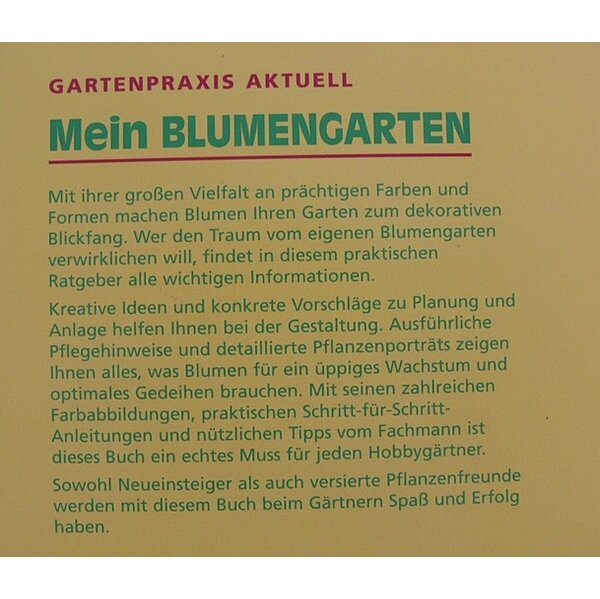 GARTENPRAXIS AKTUELL
Mein BLUMENGARTEN
Mit ihrer großen Vielfalt an prächtigen Farben und
Formen machen Blumen Ihren Garten zum dekorativen
Blickfang. Wer den Traum vom eigenen Blumengarten
verwirklichen will, findet in diesem praktischen
Ratgeber alle wichtigen Informationen.
Kreative Ideen und konkrete Vorschläge zu Planung und
Anlage helfen Ihnen bei der Gestaltung. Ausführliche
Pflegehinweise und detaillierte Pflanzenporträts zeigen
Ihnen alles, was Blumen für ein üppiges Wachstum und
optimales Gedeihen brauchen. Mit seinen zahlreichen
Farbabbildungen, praktischen Schritt-für-Schritt-
Anleitungen und nützlichen Tipps vom Fachmann ist
dieses Buch ein echtes Muss für jeden Hobbygärtner.
Sowohl Neueinsteiger als auch versierte Pflanzenfreunde
werden mit diesem Buch beim Gärtnern Spaß und Erfolg
haben.